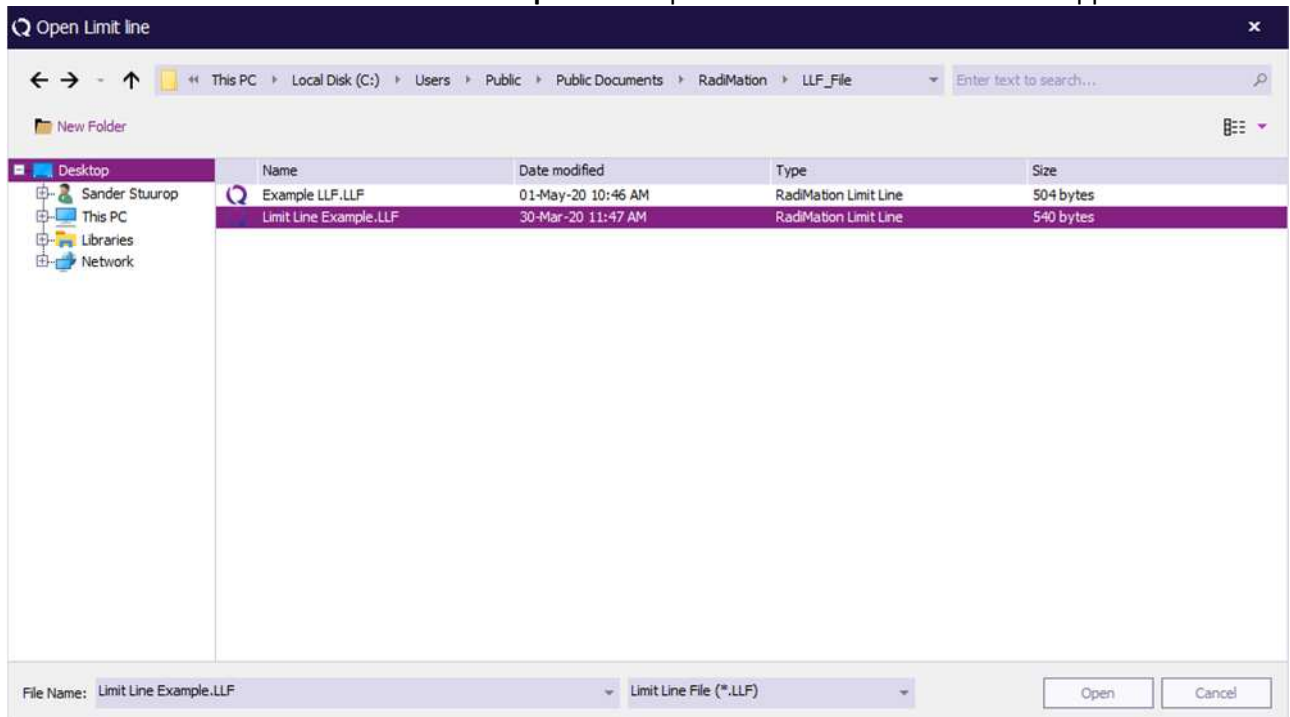 Open Limit line
This PC Local Disk (C:) Users Public Public Documents RadiMation LLF_File Enter text to search...
New Folder
Desktop Name Date modified Type Size
Sander Stuurop Example LLF.LLF 01-May-20 10:46 AM RadiMation Limit Line 504 bytes
This PC Limit Line Example.LLF 30-Mar-20 11:47 AM RadiMation Limit Line 540 bytes
Libraries
Network
File Name: Limit Line Example.LLF Limit Line File (*.LLF) Open Cancel